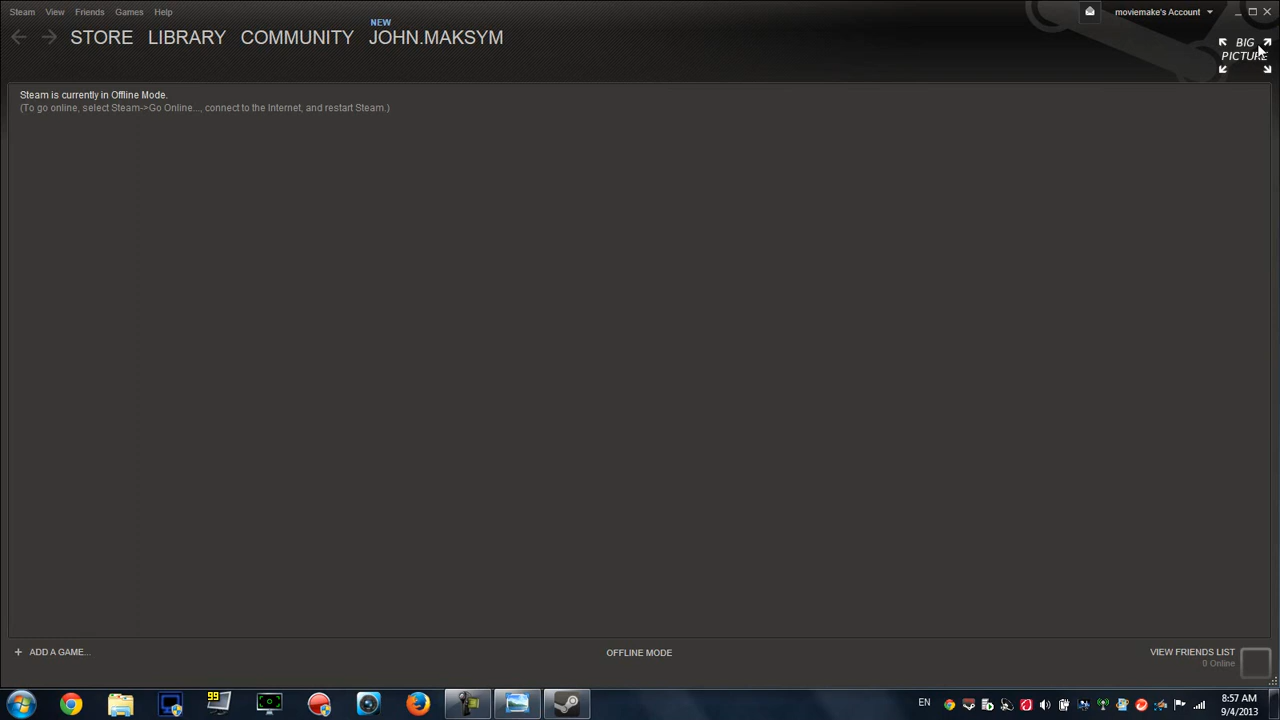 Steam View Friends Games Help
moviemake's Account
NEW
STORE LIBRARY COMMUNITY JOHN.MAKSYM
BIG
PICTURE
Steam is currently in Offline Mode.
(To go online, select Steam->Go Online..., connect to the Internet, and restart Steam.)
+ ADD A GAME...
OFFLINE MODE
VIEW FRIENDS LIST
0 Online
99
EN
8:57 AM
9/4/2013